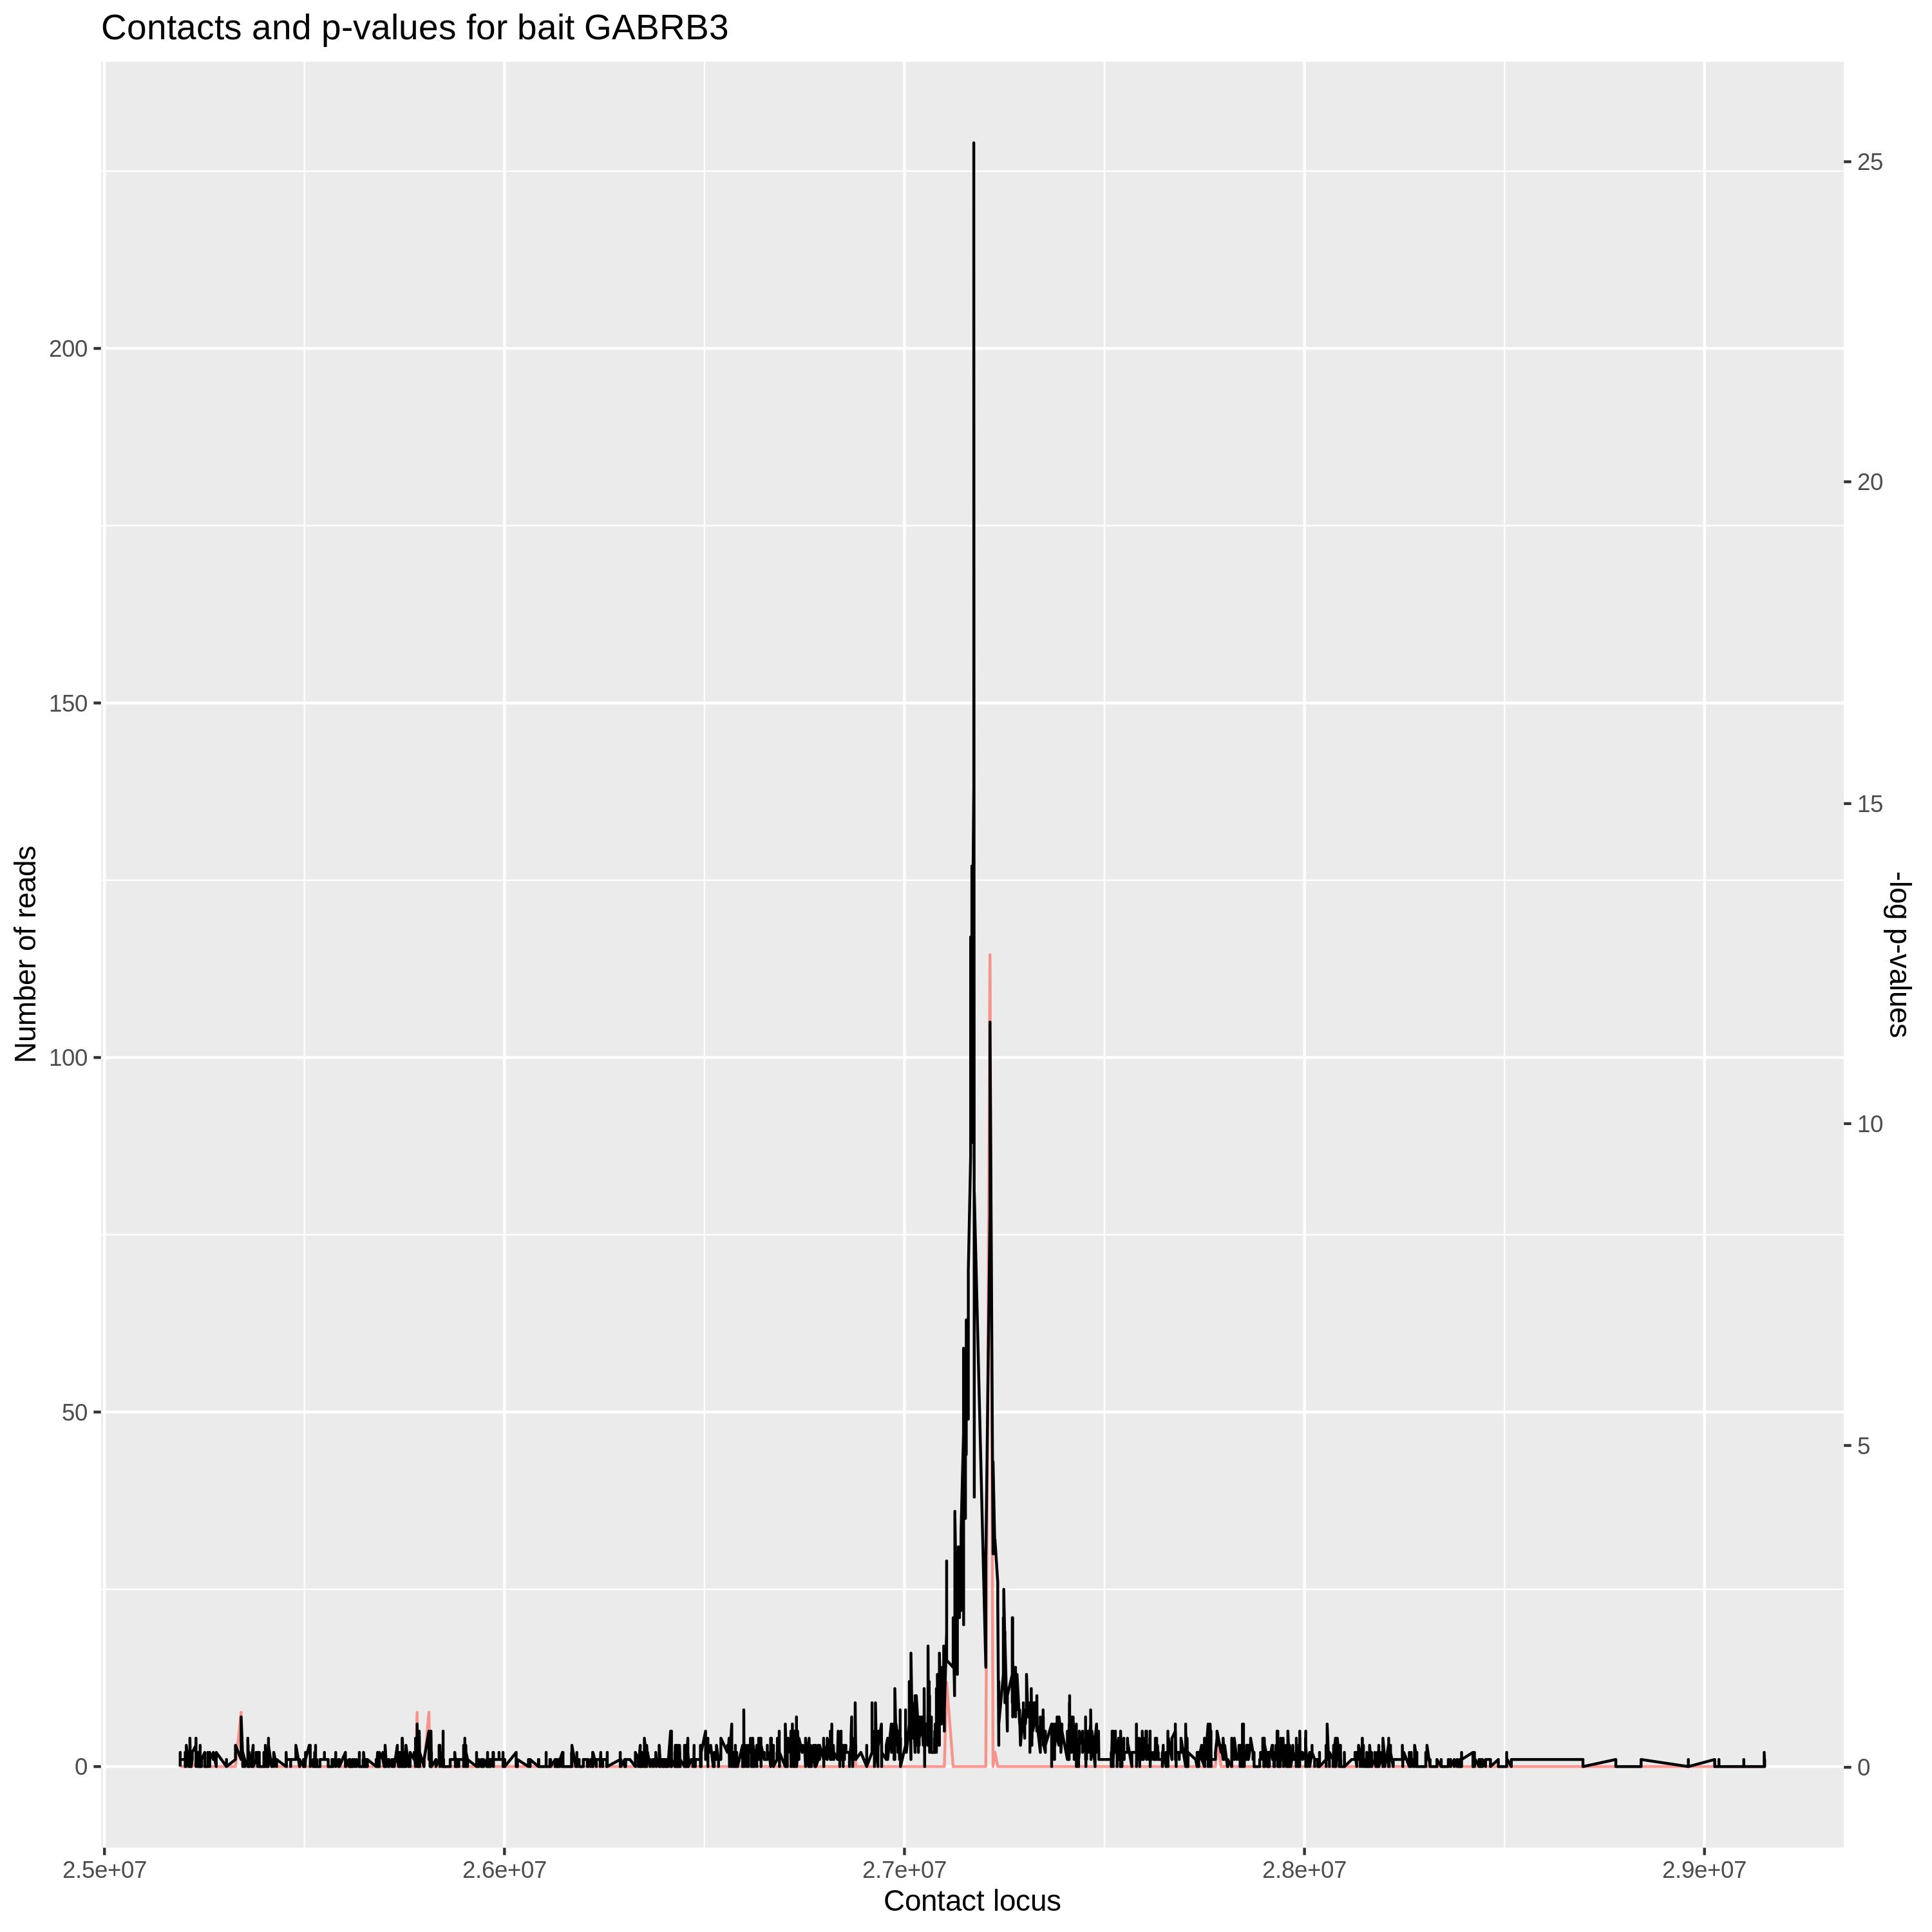 Contacts and p-values for bait GABRB3
Number of reads
200
150
100
50
0
25
20
15
10
5
0
-log p-values
2.5e+07
2.6e+07
2.7e+07
2.8e+07
2.9e+07
Contact locus